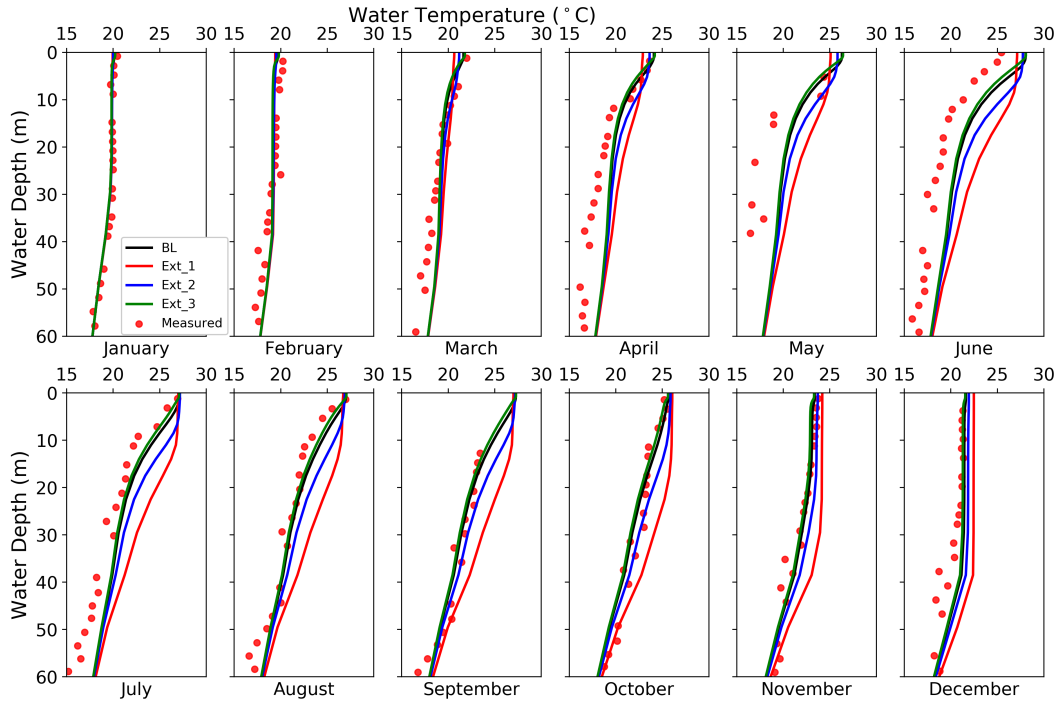 Water Temperature (°C)
15 20 25 30 15 20 25 30 15 20 25 30 15 20 25 30 15 20 25 30 15 20 25 30
0
10
20
30
40
50
60
Water Depth (m)
BL
Ext_1
Ext_2
Ext_3
Measured
January February March April May June
15 20 25 30 15 20 25 30 15 20 25 30 15 20 25 30 15 20 25 30 15 20 25 30
0
10
20
30
40
50
60
Water Depth (m)
July August September October November December